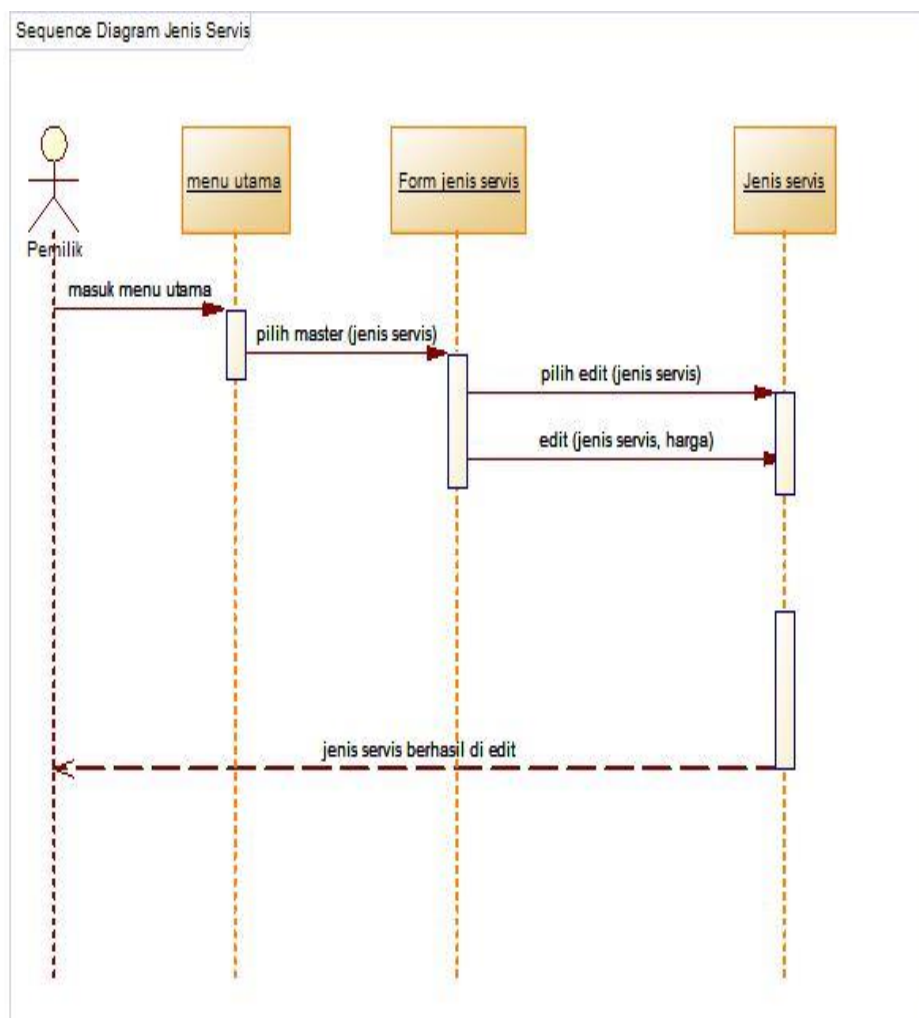 Sequence Diagram Jenis Servis
menu utama
Form jenis servis
Jenis servis
Pemilik
masuk menu utama
pilih master (jenis servis)
pilih edit (jenis servis)
edit (jenis servis, harga)
jenis servis berhasil di edit